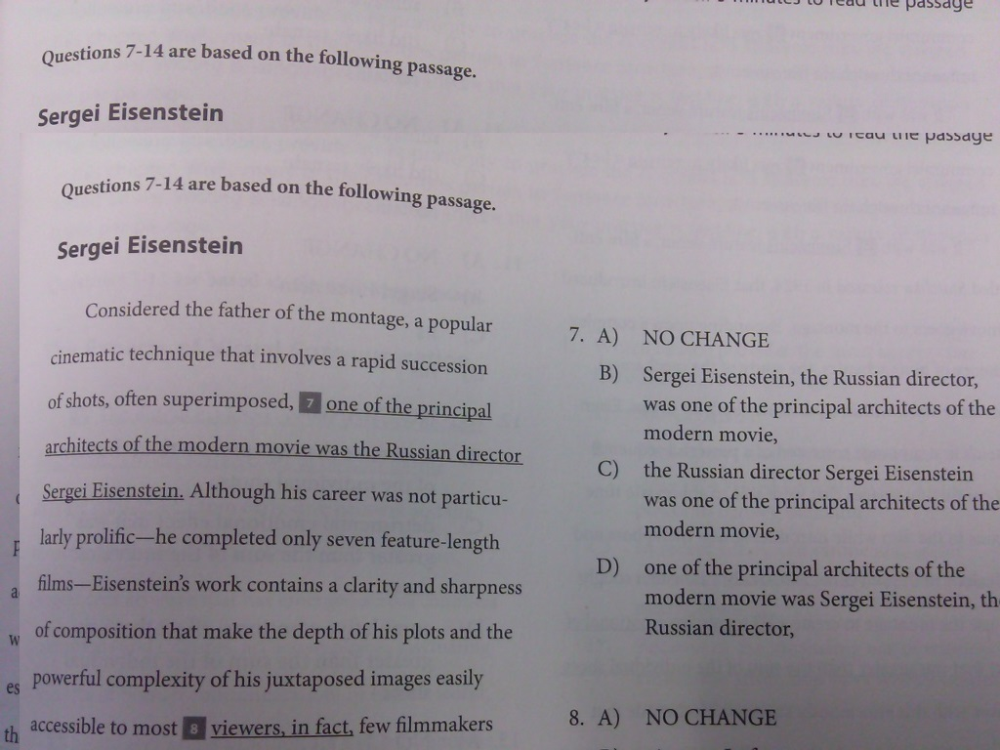 minutes to read the passage
Questions 7-14 are based on the following passage.
Sergei Eisenstein
minutes to read the passage
Questions 7-14 are based on the following passage.
Sergei Eisenstein
Considered the father of the montage, a popular
cinematic technique that involves a rapid succession
of shots, often superimposed, 7 one of the principal
architects of the modern movie was the Russian director
Sergei Eisenstein. Although his career was not particu-
larly prolific—he completed only seven feature-length
films—Eisenstein's work contains a clarity and sharpness
of composition that make the depth of his plots and the
powerful complexity of his juxtaposed images easily
accessible to most 8 viewers, in fact, few filmmakers
7. A) NO CHANGE
B) Sergei Eisenstein, the Russian director,
was one of the principal architects of the
modern movie,
C) the Russian director Sergei Eisenstein
was one of the principal architects of the
modern movie,
D) one of the principal architects of the
modern movie was Sergei Eisenstein, th
Russian director,
8. A) NO CHANGE